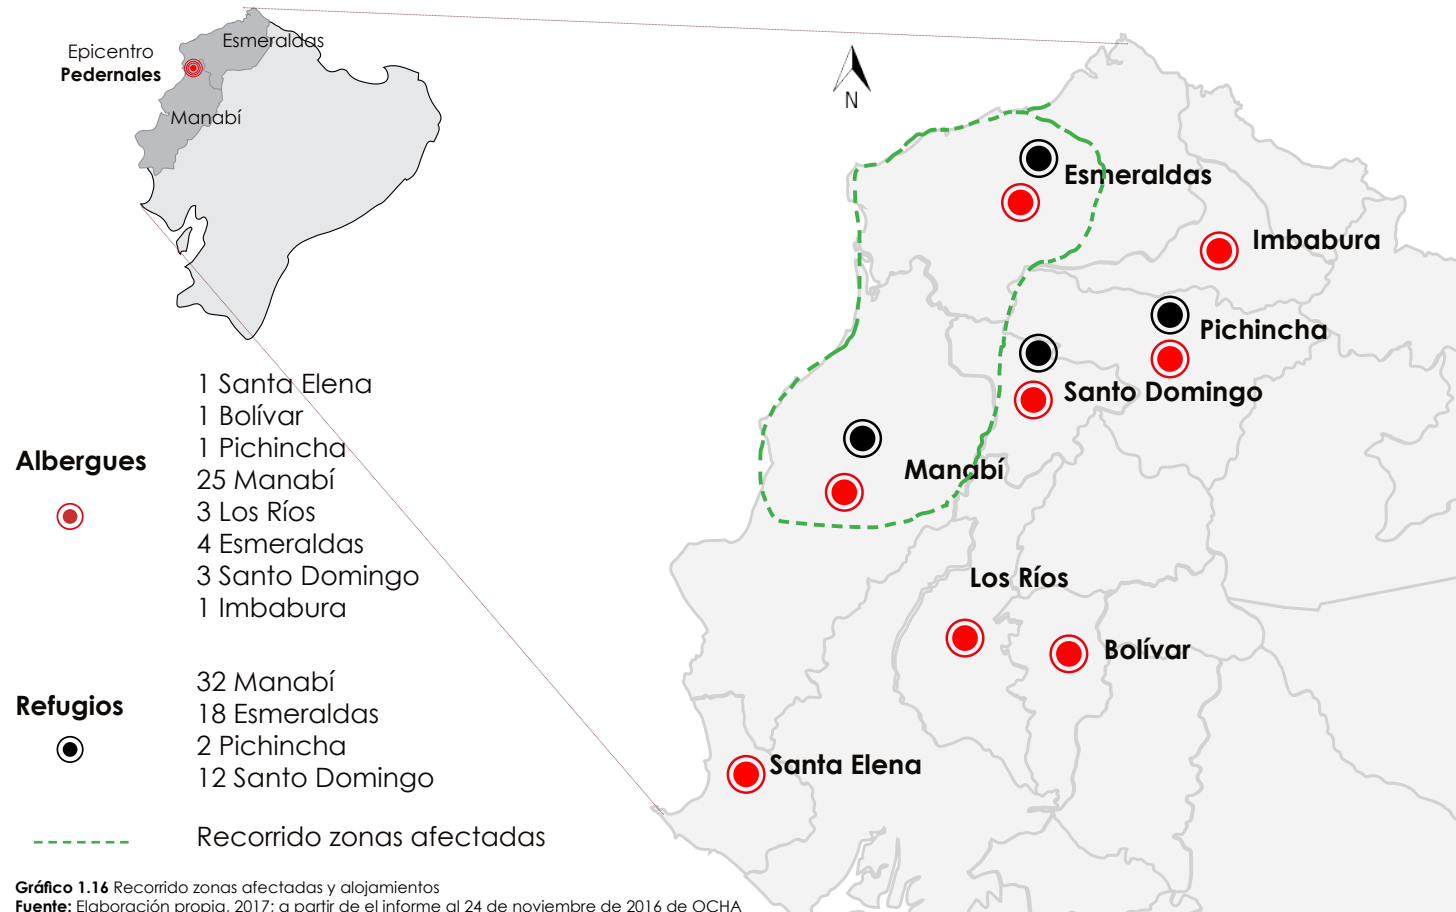 Epicentro
Pedernales
Esmeraldas
Manabí
N
Esmeraldas
Imbabura
Pichincha
Santo Domingo
Manabí
Los Ríos
Bolívar
Santa Elena
Albergues
1 Santa Elena
1 Bolívar
1 Pichincha
25 Manabí
3 Los Ríos
4 Esmeraldas
3 Santo Domingo
1 Imbabura
Refugios
32 Manabí
18 Esmeraldas
2 Pichincha
12 Santo Domingo
Recorrido zonas afectadas
Gráfico 1.16 Recorrido zonas afectadas y alojamientos
Fuente: Elaboración propia, 2017; a partir de el informe al 24 de noviembre de 2016 de OCHA